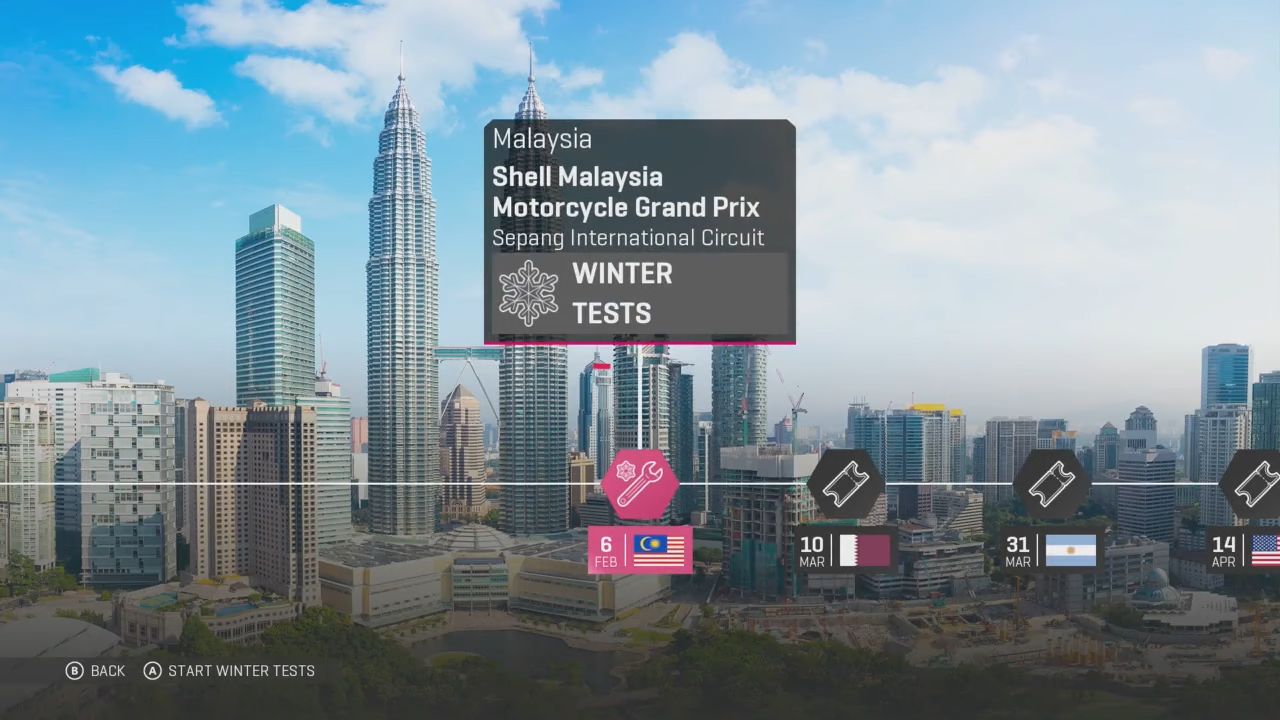 Malaysia
Shell Malaysia
Motorcycle Grand Prix
Sepang International Circuit
WINTER
TESTS
6
FEB
10
MAR
31
MAR
14
APR
B BACK A START WINTER TESTS